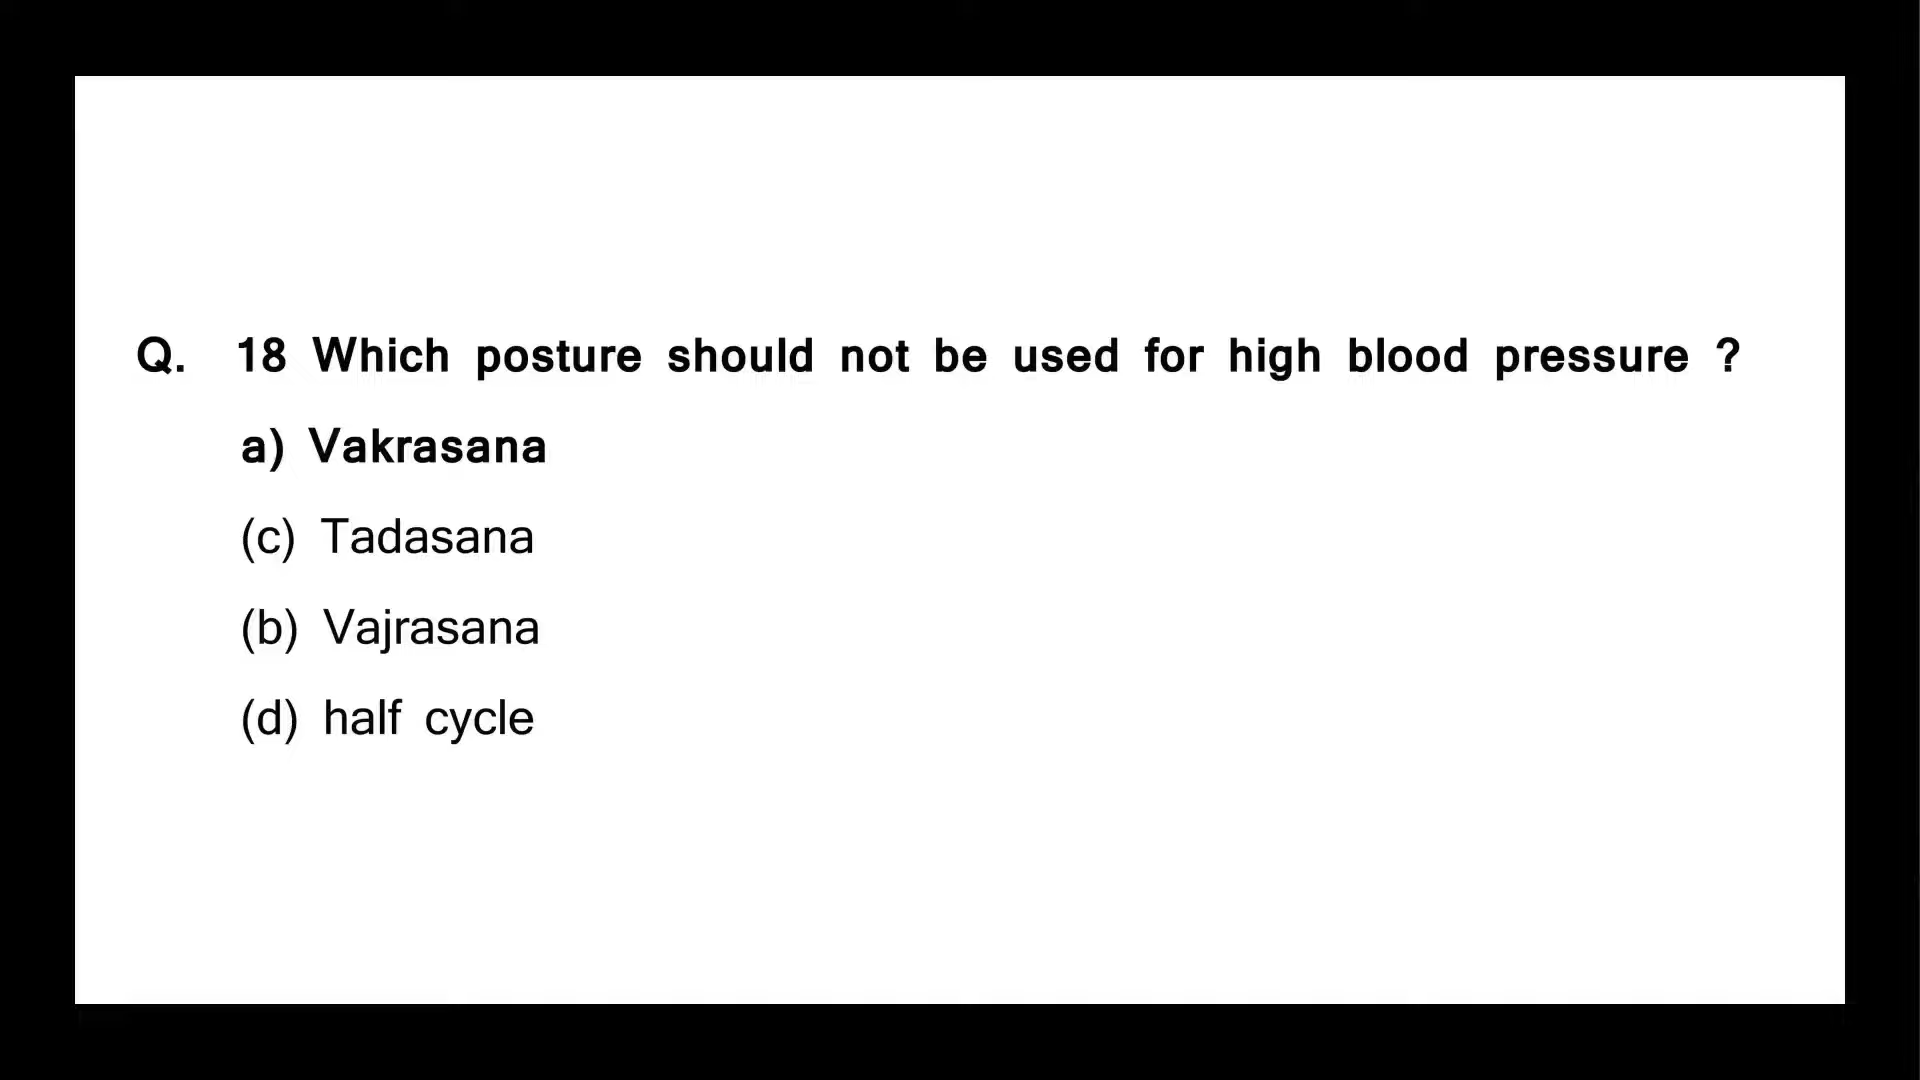 Q. 18 Which posture should not be used for high blood pressure ?
a) Vakrasana
(c) Tadasana
(b) Vajrasana
(d) half cycle